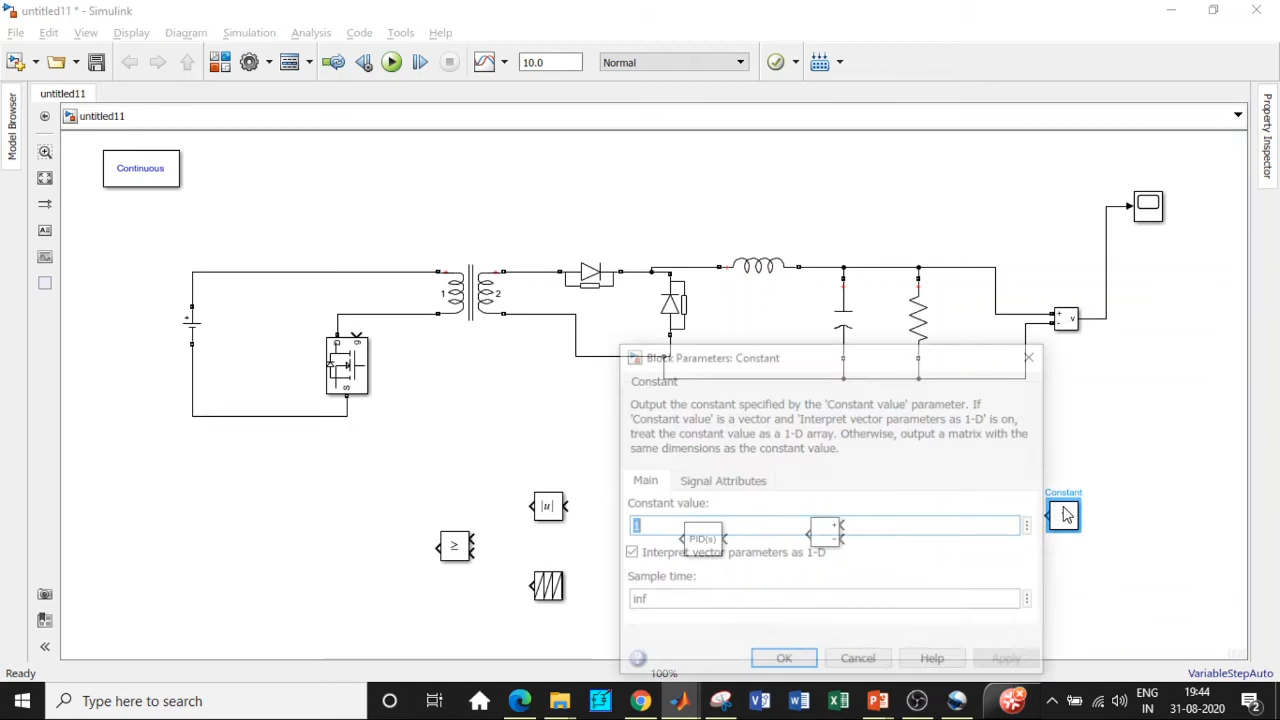 untitled11 * - Simulink
File Edit View Display Diagram Simulation Analysis Code Tools Help
10.0
Normal
untitled11
untitled11
Model Browser
Property Inspector
Continuous
1
2
+
g
D
S
+
-
v
Block Parameters: Constant
Constant
Output the constant specified by the 'Constant value' parameter. If
'Constant value' is a vector and 'Interpret vector parameters as 1-D' is on,
treat the constant value as a 1-D array. Otherwise, output a matrix with the
same dimensions as the constant value.
Main Signal Attributes
Constant value:
1
PID(s)
+
-
Interpret vector parameters as 1-D
Sample time:
inf
OK Cancel Help Apply
|u|
≥
Constant
Ready
100%
VariableStepAuto
Type here to search
ENG
IN
19:44
31-08-2020
2